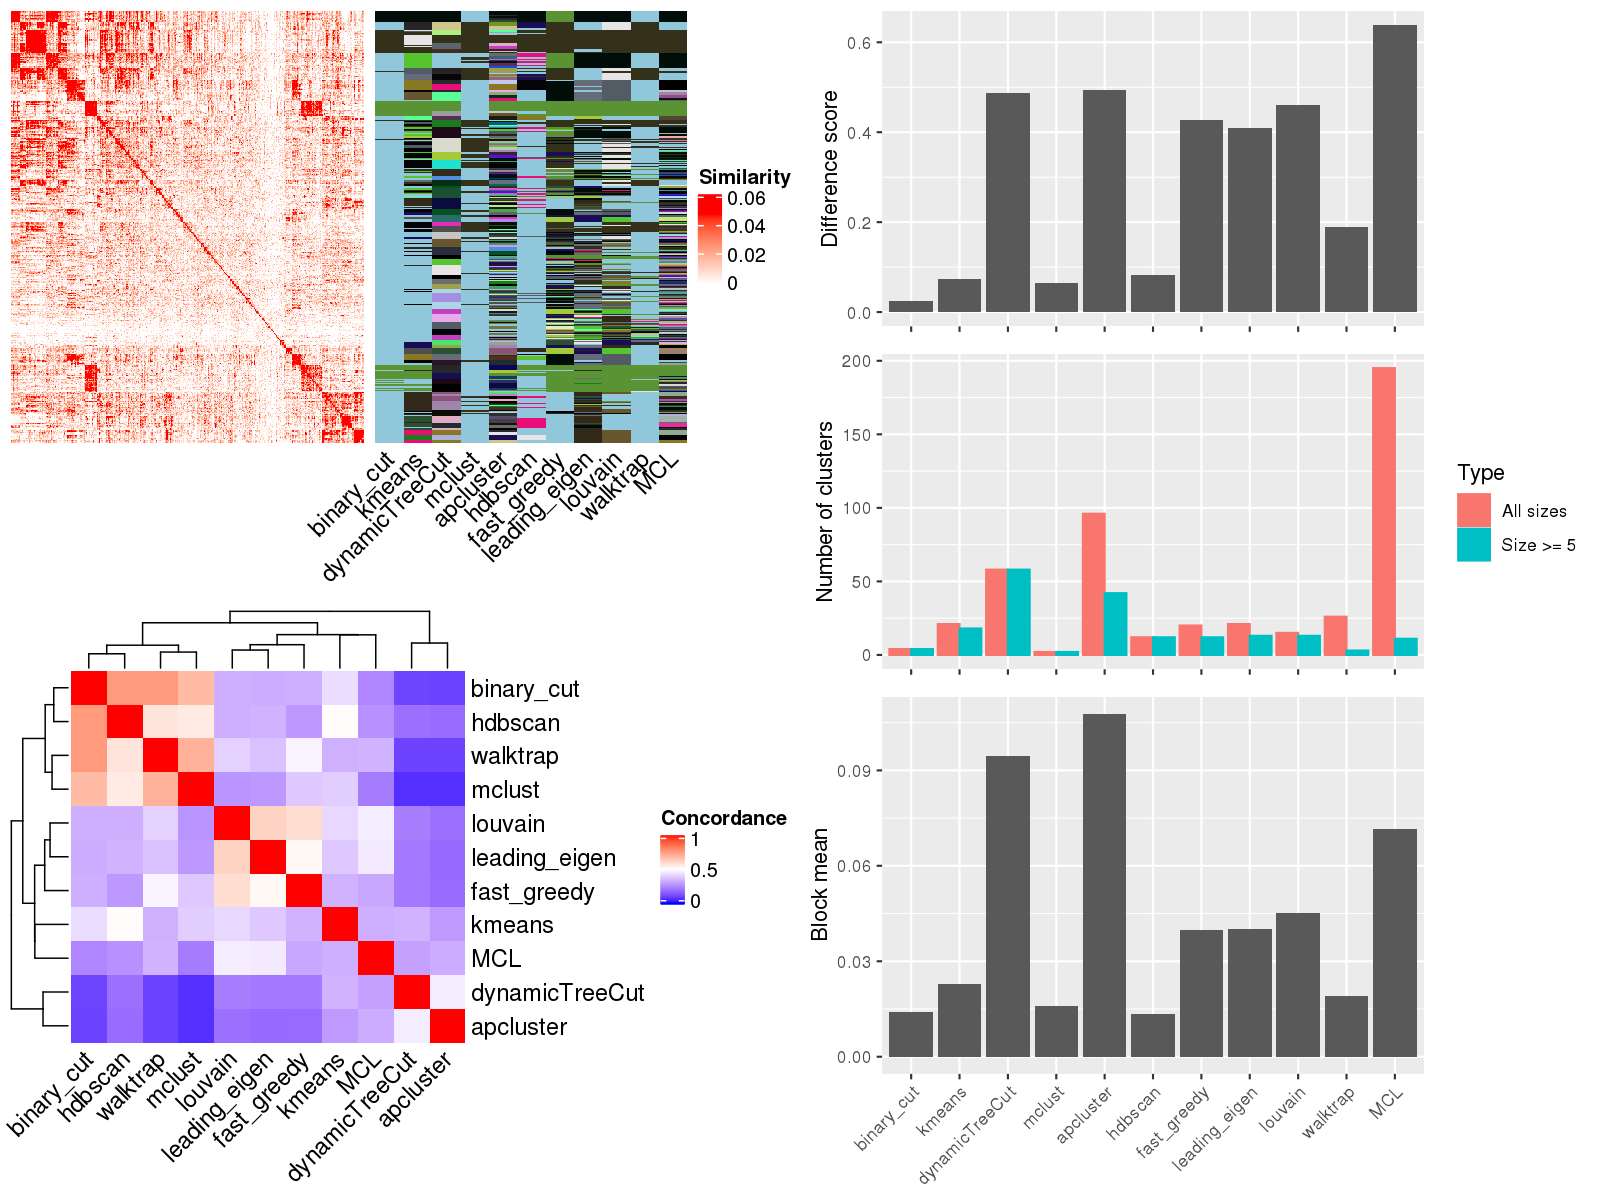 Similarity
0.06
0.04
0.02
0
binary_cut
kmeans
dynamicTreeCut
mclust
apcluster
hdbscan
fast_greedy
leading_eigen
louvain
walktrap
MCL
binary_cut
hdbscan
walktrap
mclust
louvain
leading_eigen
fast_greedy
kmeans
MCL
dynamicTreeCut
apcluster
binary_cut
hdbscan
walktrap
mclust
louvain
leading_eigen
fast_greedy
kmeans
MCL
dynamicTreeCut
apcluster
Concordance
1
0.5
0
Difference score
0.6
0.4
0.2
0.0
Number of clusters
200
150
100
50
0
Type
All sizes
Size >= 5
Block mean
0.09
0.06
0.03
0.00
binary_cut
kmeans
dynamicTreeCut
mclust
apcluster
hdbscan
fast_greedy
leading_eigen
louvain
walktrap
MCL